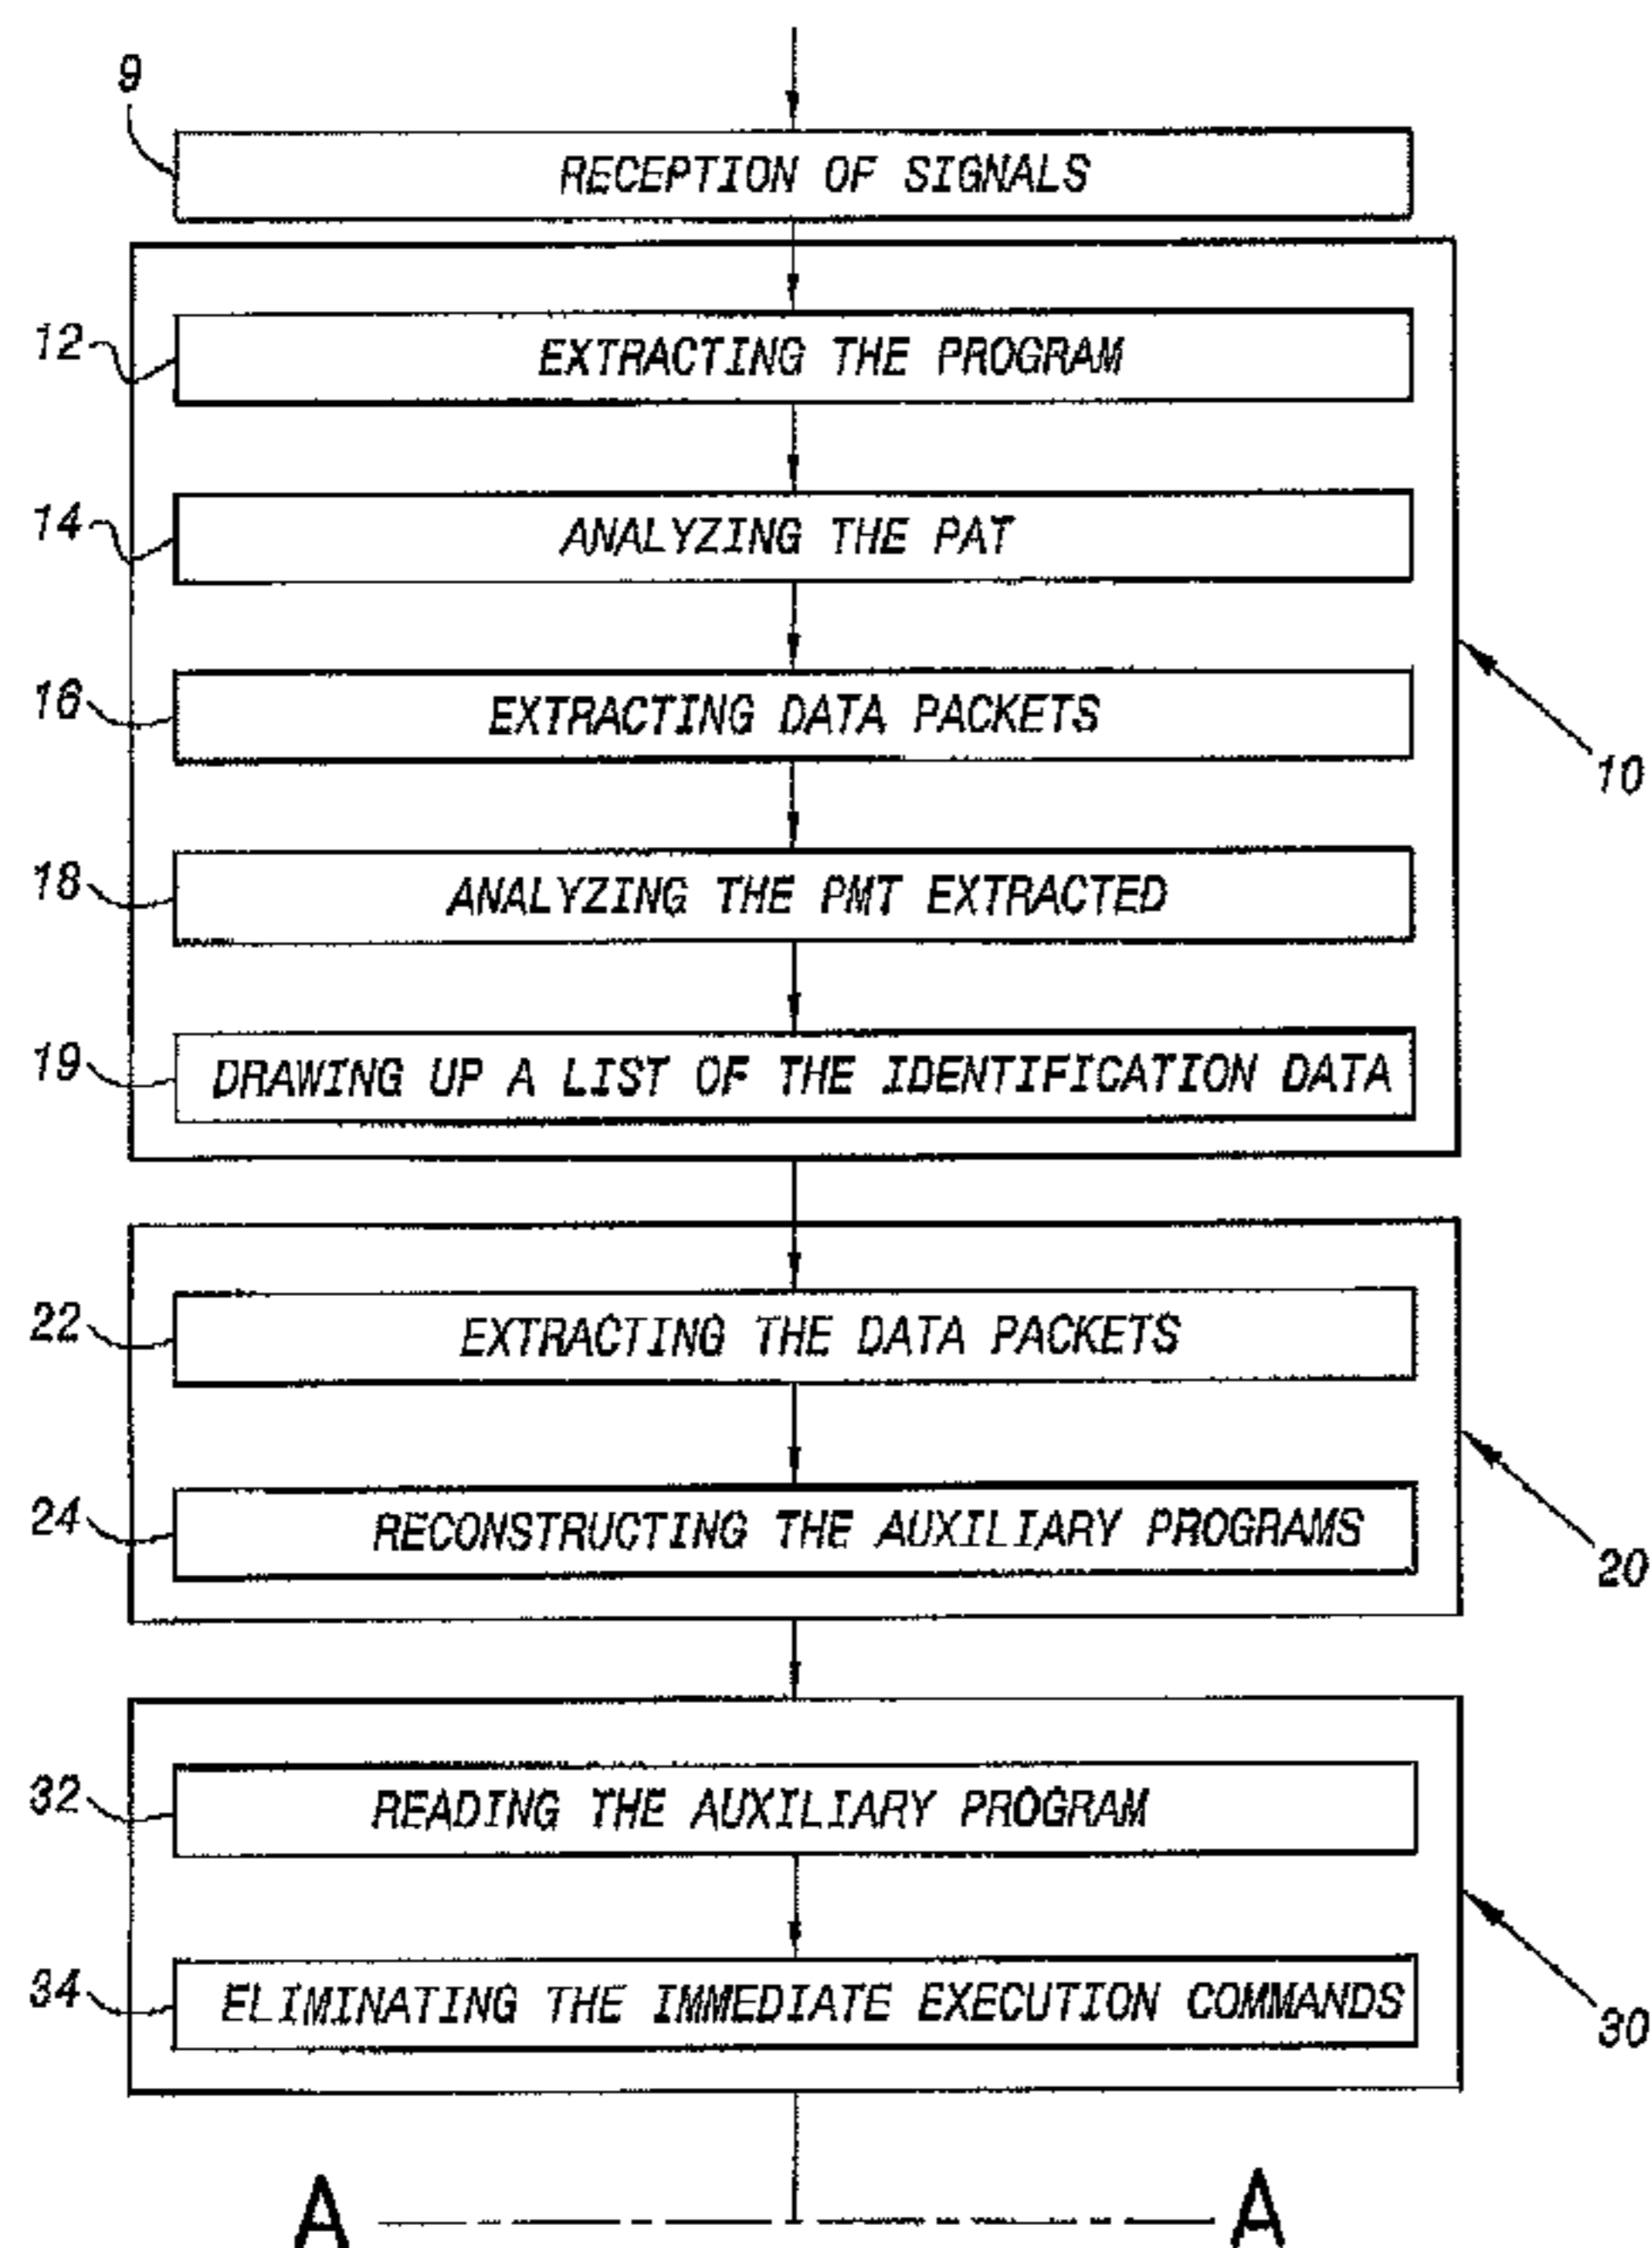 9
RECEPTION OF SIGNALS
12
EXTRACTING THE PROGRAM
14
ANALYZING THE PAT
16
EXTRACTING DATA PACKETS
10
18
ANALYZING THE PMT EXTRACTED
19
DRAWING UP A LIST OF THE IDENTIFICATION DATA
22
EXTRACTING THE DATA PACKETS
24
RECONSTRUCTING THE AUXILIARY PROGRAMS
20
32
READING THE AUXILIARY PROGRAM
34
ELIMINATING THE IMMEDIATE EXECUTION COMMANDS
30
A A